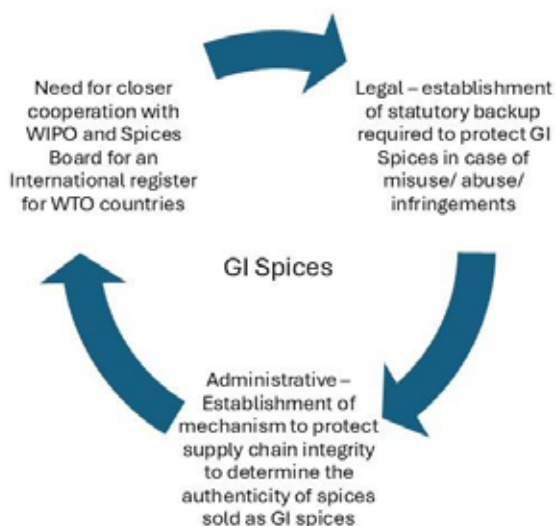 Need for closer
cooperation with
WIPO and Spices
Board for an
International register
for WTO countries
Legal – establishment
of statutory backup
required to protect GI
Spices in case of
misuse/ abuse/
infringements
GI Spices
Administrative –
Establishment of
mechanism to protect
supply chain integrity
to determine the
authenticity of spices
sold as GI spices